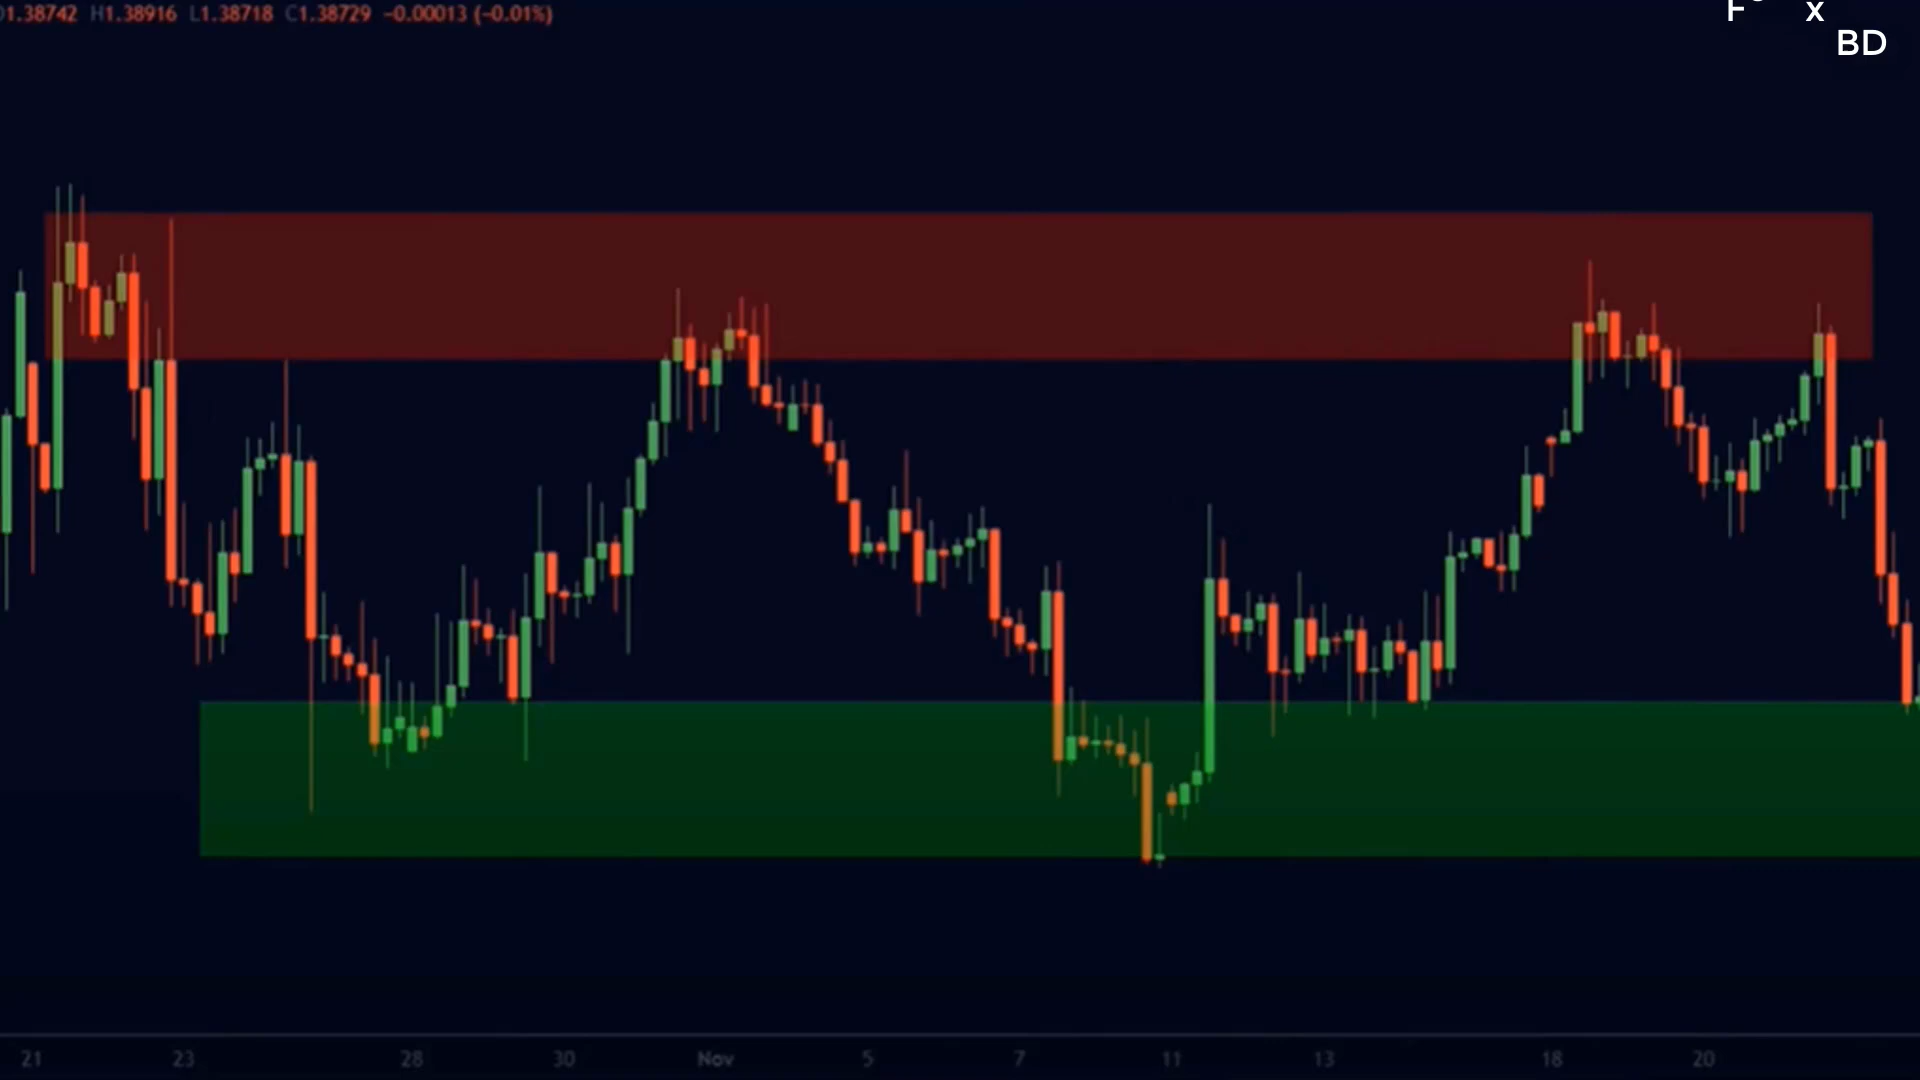 O1.38742 H1.38916 L1.38718 C1.38729 −0.00013 (−0.01%)
F x
BD
21 23 28 30 Nov 5 7 11 13 18 20